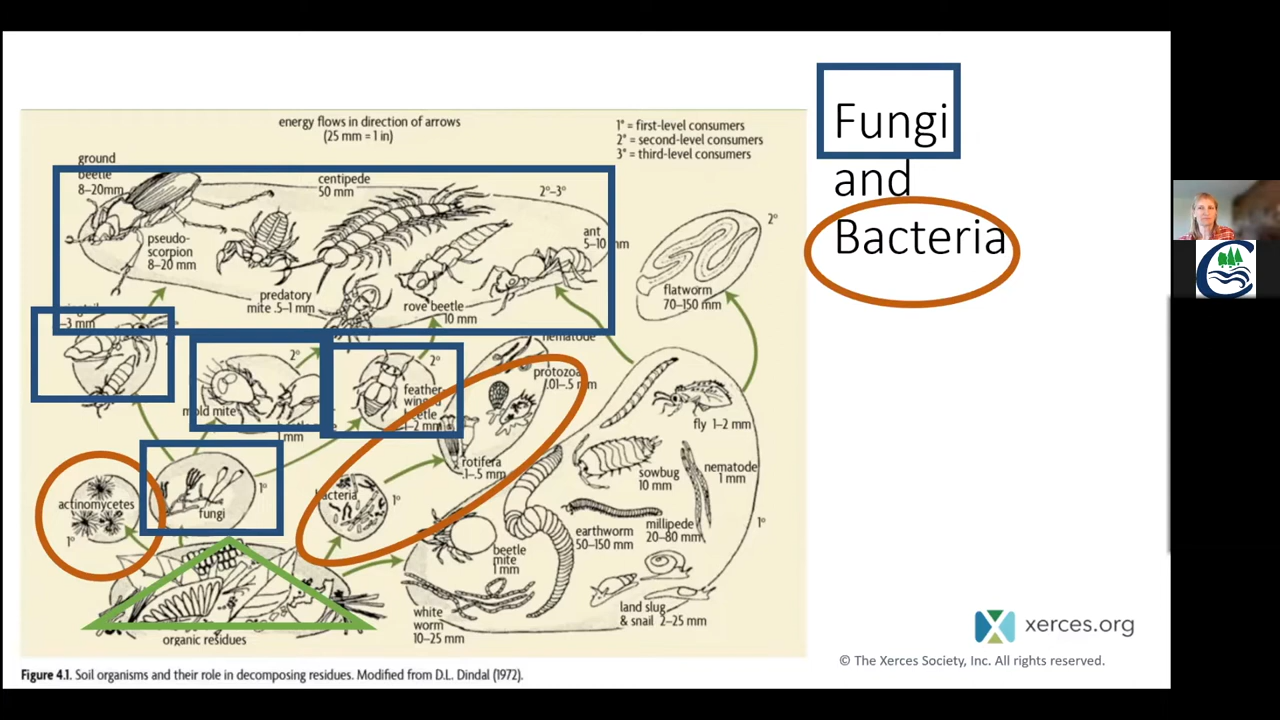 energy flows in direction of arrows
(25 mm = 1 in)
1° = first-level consumers
2° = second-level consumers
3° = third-level consumers
Fungi
and
Bacteria
ground
beetle
8–20mm
centipede
50 mm
2°–3°
pseudo-
scorpion
8–20 mm
ant
5–10 mm
predatory
mite .5–1 mm
rove beetle
10 mm
2°
flatworm
70–150 mm
–3 mm
2°
mold mite
1 mm
2°
feather
winged
beetle
1–2 mm
nematode
protozoa
.01–.5 mm
rotifera
.1–.5 mm
fly 1–2 mm
actinomycetes
1°
fungi
1°
bacteria
1°
sowbug
10 mm
nematode
1 mm
earthworm
50–150 mm
millipede
20–80 mm
1°
beetle
mite
1 mm
white
worm
10–25 mm
land slug
& snail 2–25 mm
organic residues
Figure 4.1. Soil organisms and their role in decomposing residues. Modified from D.L. Dindal (1972).
xerces.org
© The Xerces Society, Inc. All rights reserved.